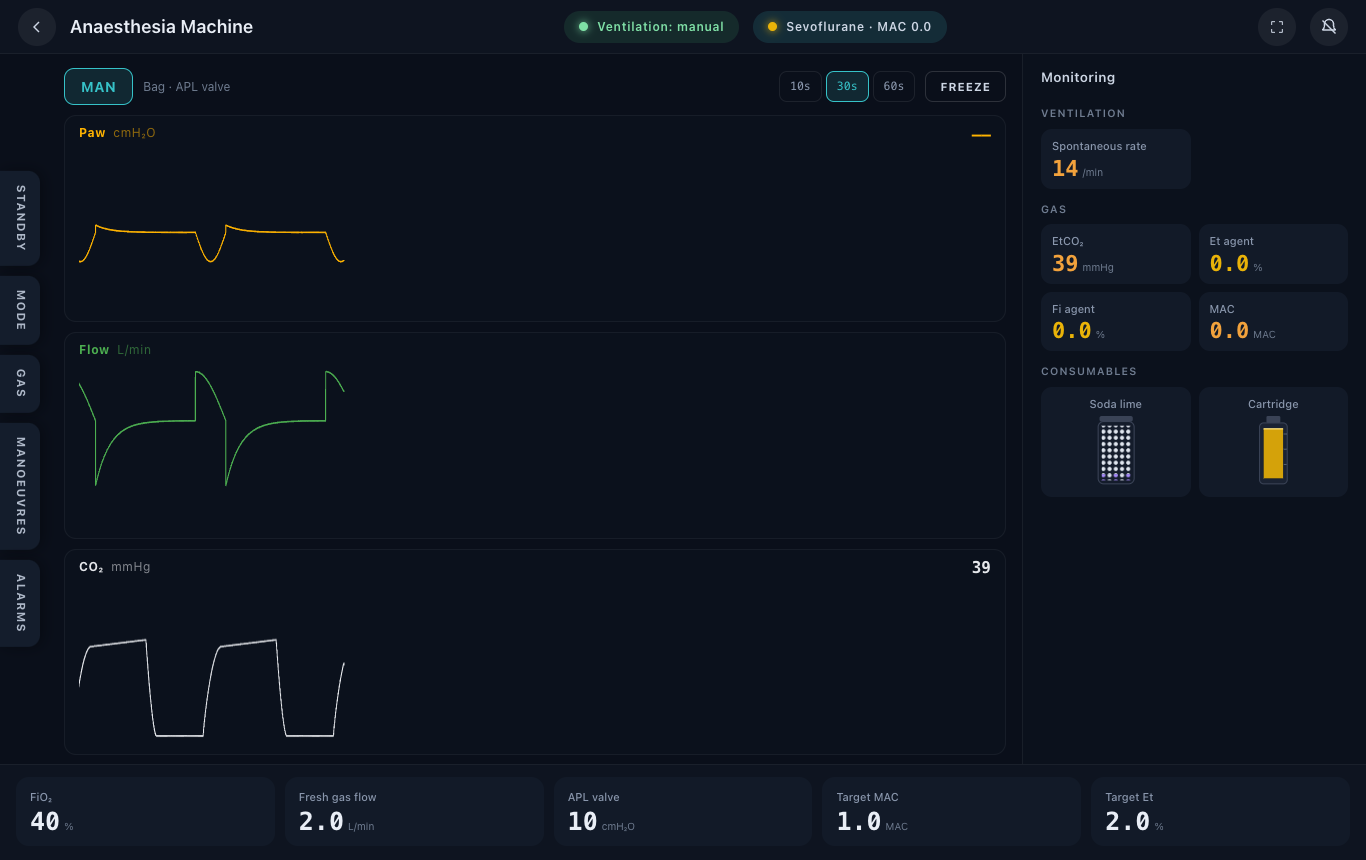 Anaesthesia Machine
Ventilation: manual
Sevoflurane · MAC 0.0
MAN
Bag · APL valve
10s
30s
60s
FREEZE
Paw cmH₂O
—
Flow L/min
CO₂ mmHg
39
STANDBY
MODE
GAS
MANOEUVRES
ALARMS
Monitoring
VENTILATION
Spontaneous rate
14 /min
GAS
EtCO₂
39 mmHg
Et agent
0.0 %
Fi agent
0.0 %
MAC
0.0 MAC
CONSUMABLES
Soda lime
Cartridge
FiO₂
40 %
Fresh gas flow
2.0 L/min
APL valve
10 cmH₂O
Target MAC
1.0 MAC
Target Et
2.0 %